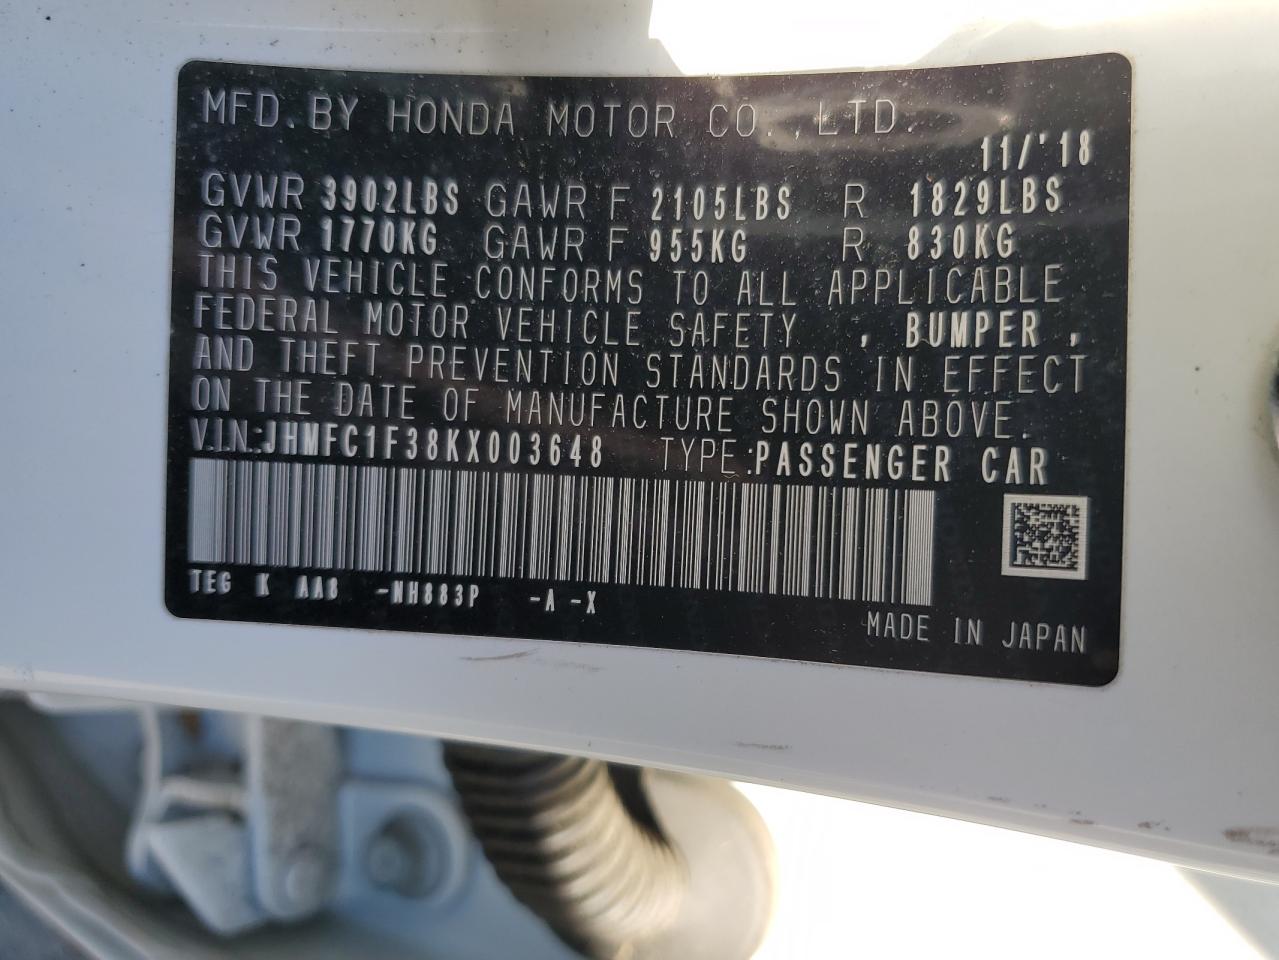 MFD. BY HONDA MOTOR CO., LTD.
11/'18
GVWR 3902LBS GAWR F 2105LBS R 1829LBS
GVWR 1770KG GAWR F 955KG R 830KG
THIS VEHICLE CONFORMS TO ALL APPLICABLE
FEDERAL MOTOR VEHICLE SAFETY , BUMPER ,
AND THEFT PREVENTION STANDARDS IN EFFECT
ON THE DATE OF MANUFACTURE SHOWN ABOVE.
V.I.N.:JHMFC1F38KX003648 TYPE:PASSENGER CAR
TEG K AA8 -NH883P -A -X
MADE IN JAPAN